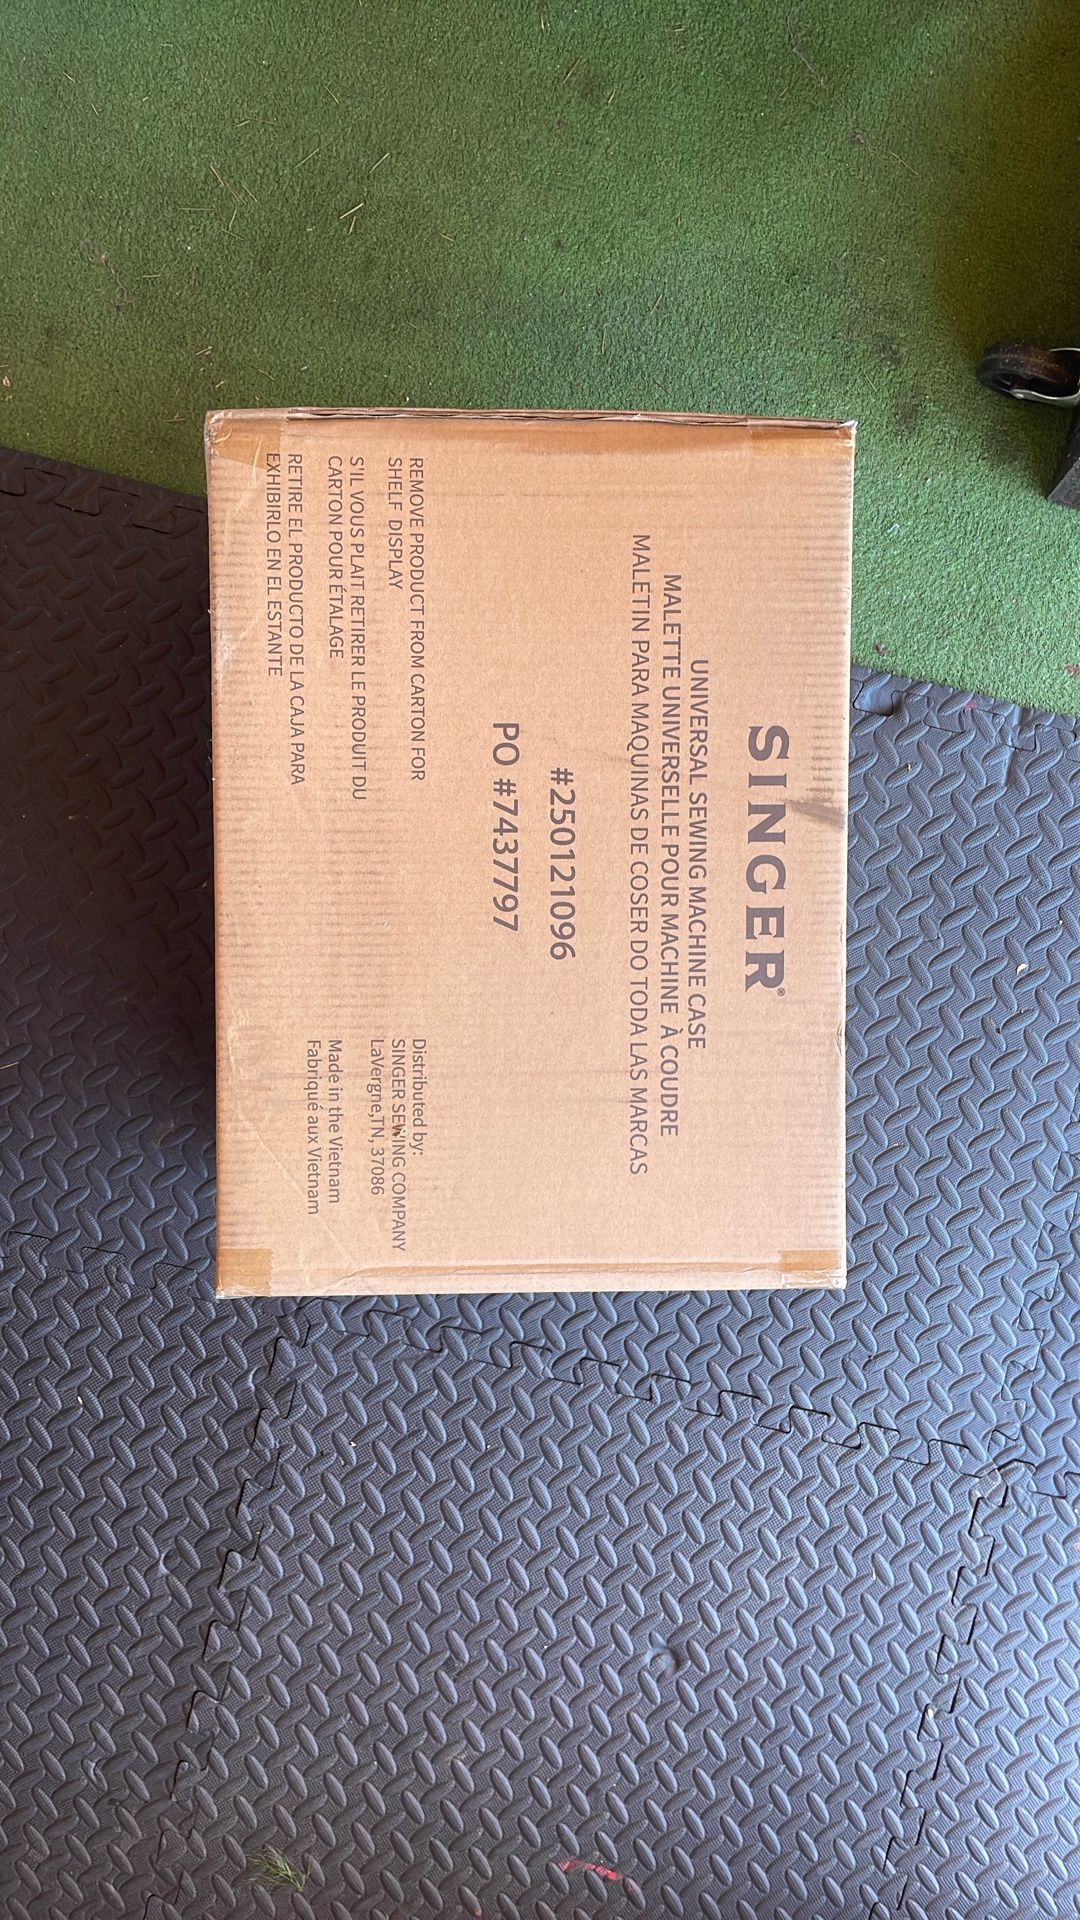 SINGER®
UNIVERSAL SEWING MACHINE CASE
MALETTE UNIVERSELLE POUR MACHINE À COUDRE
MALETIN PARA MAQUINAS DE COSER DO TODA LAS MARCAS
#250121096
PO #7437797
REMOVE PRODUCT FROM CARTON FOR
SHELF DISPLAY
S'IL VOUS PLAIT RETIRER LE PRODUIT DU
CARTON POUR ÉTALAGE
RETIRE EL PRODUCTO DE LA CAJA PARA
EXHIBIRLO EN EL ESTANTE
Distributed by:
SINGER SEWING COMPANY
LaVergne,TN, 37086
Made in the Vietnam
Fabriqué aux Vietnam